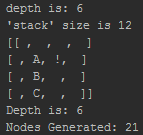 depth is: 6
'stack' size is 12
[[ ,  ,  ,  ]
[ , A, !,  ]
[ , B,  ,  ]
[ , C,  ,  ]]
Depth is: 6
Nodes Generated: 21